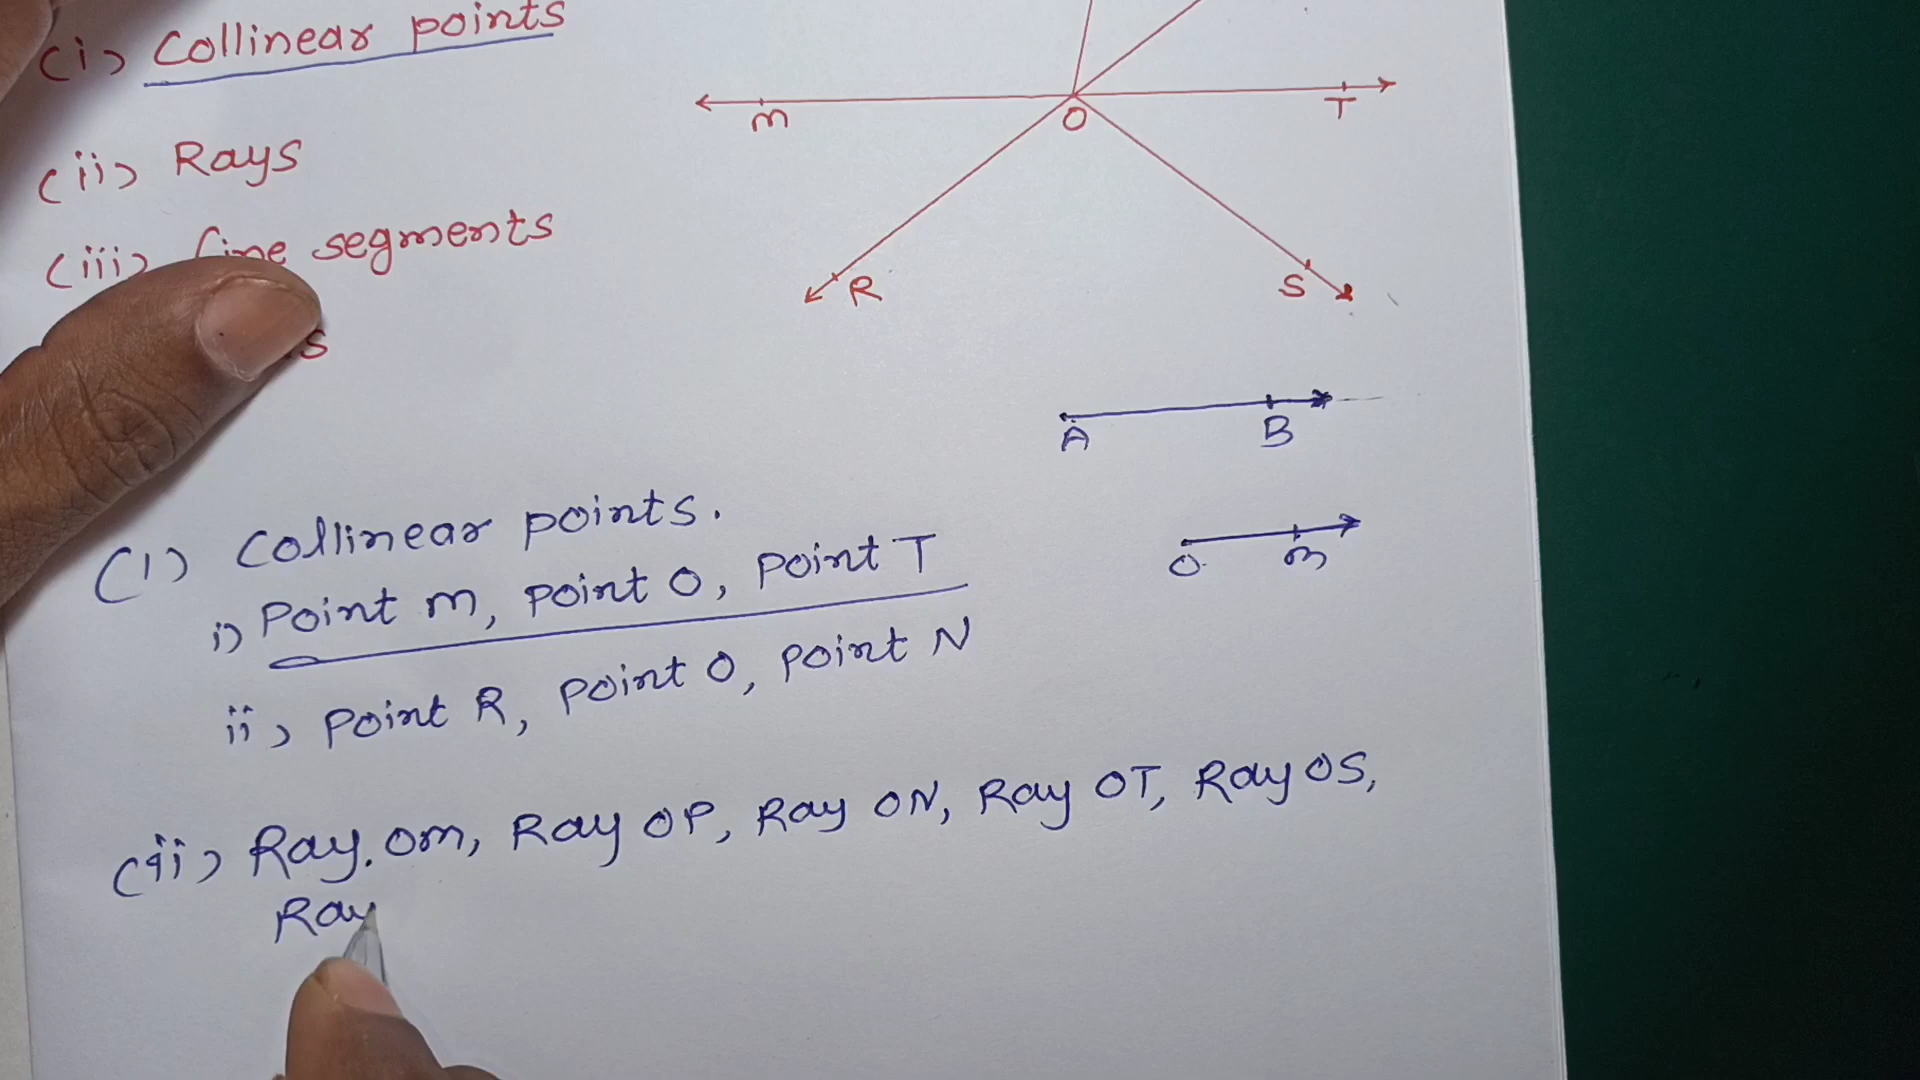 (i) Collinear points
(ii) Rays
(iii) line segments
M O T
R S
A B
O M
(1) Collinear points.
i) Point M, Point O, Point T
ii) Point R, Point O, Point N
(ii) Ray. OM, Ray OP, Ray ON, Ray OT, Ray OS,
Ray